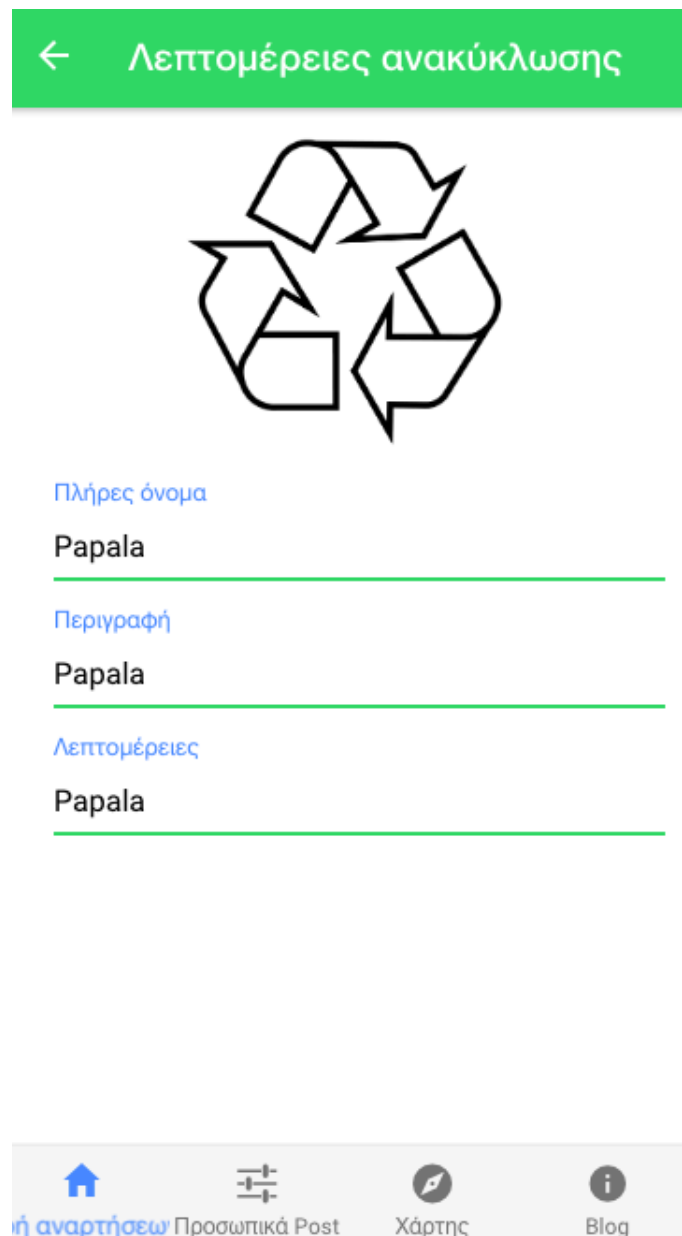 Λεπτομέρειες ανακύκλωσης
Πλήρες όνομα
Papala
Περιγραφή
Papala
Λεπτομέρειες
Papala
Προσωπικά Post Χάρτης Blog